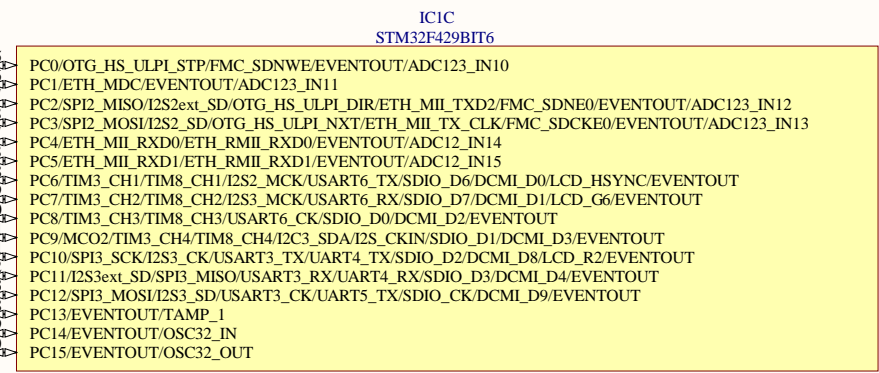 IC1C
STM32F429BIT6
PC0/OTG_HS_ULPI_STP/FMC_SDNWE/EVENTOUT/ADC123_IN10
PC1/ETH_MDC/EVENTOUT/ADC123_IN11
PC2/SPI2_MISO/I2S2ext_SD/OTG_HS_ULPI_DIR/ETH_MII_TXD2/FMC_SDNE0/EVENTOUT/ADC123_IN12
PC3/SPI2_MOSI/I2S2_SD/OTG_HS_ULPI_NXT/ETH_MII_TX_CLK/FMC_SDCKE0/EVENTOUT/ADC123_IN13
PC4/ETH_MII_RXD0/ETH_RMII_RXD0/EVENTOUT/ADC12_IN14
PC5/ETH_MII_RXD1/ETH_RMII_RXD1/EVENTOUT/ADC12_IN15
PC6/TIM3_CH1/TIM8_CH1/I2S2_MCK/USART6_TX/SDIO_D6/DCMI_D0/LCD_HSYNC/EVENTOUT
PC7/TIM3_CH2/TIM8_CH2/I2S3_MCK/USART6_RX/SDIO_D7/DCMI_D1/LCD_G6/EVENTOUT
PC8/TIM3_CH3/TIM8_CH3/USART6_CK/SDIO_D0/DCMI_D2/EVENTOUT
PC9/MCO2/TIM3_CH4/TIM8_CH4/I2C3_SDA/I2S_CKIN/SDIO_D1/DCMI_D3/EVENTOUT
PC10/SPI3_SCK/I2S3_CK/USART3_TX/UART4_TX/SDIO_D2/DCMI_D8/LCD_R2/EVENTOUT
PC11/I2S3ext_SD/SPI3_MISO/USART3_RX/UART4_RX/SDIO_D3/DCMI_D4/EVENTOUT
PC12/SPI3_MOSI/I2S3_SD/USART3_CK/UART5_TX/SDIO_CK/DCMI_D9/EVENTOUT
PC13/EVENTOUT/TAMP_1
PC14/EVENTOUT/OSC32_IN
PC15/EVENTOUT/OSC32_OUT